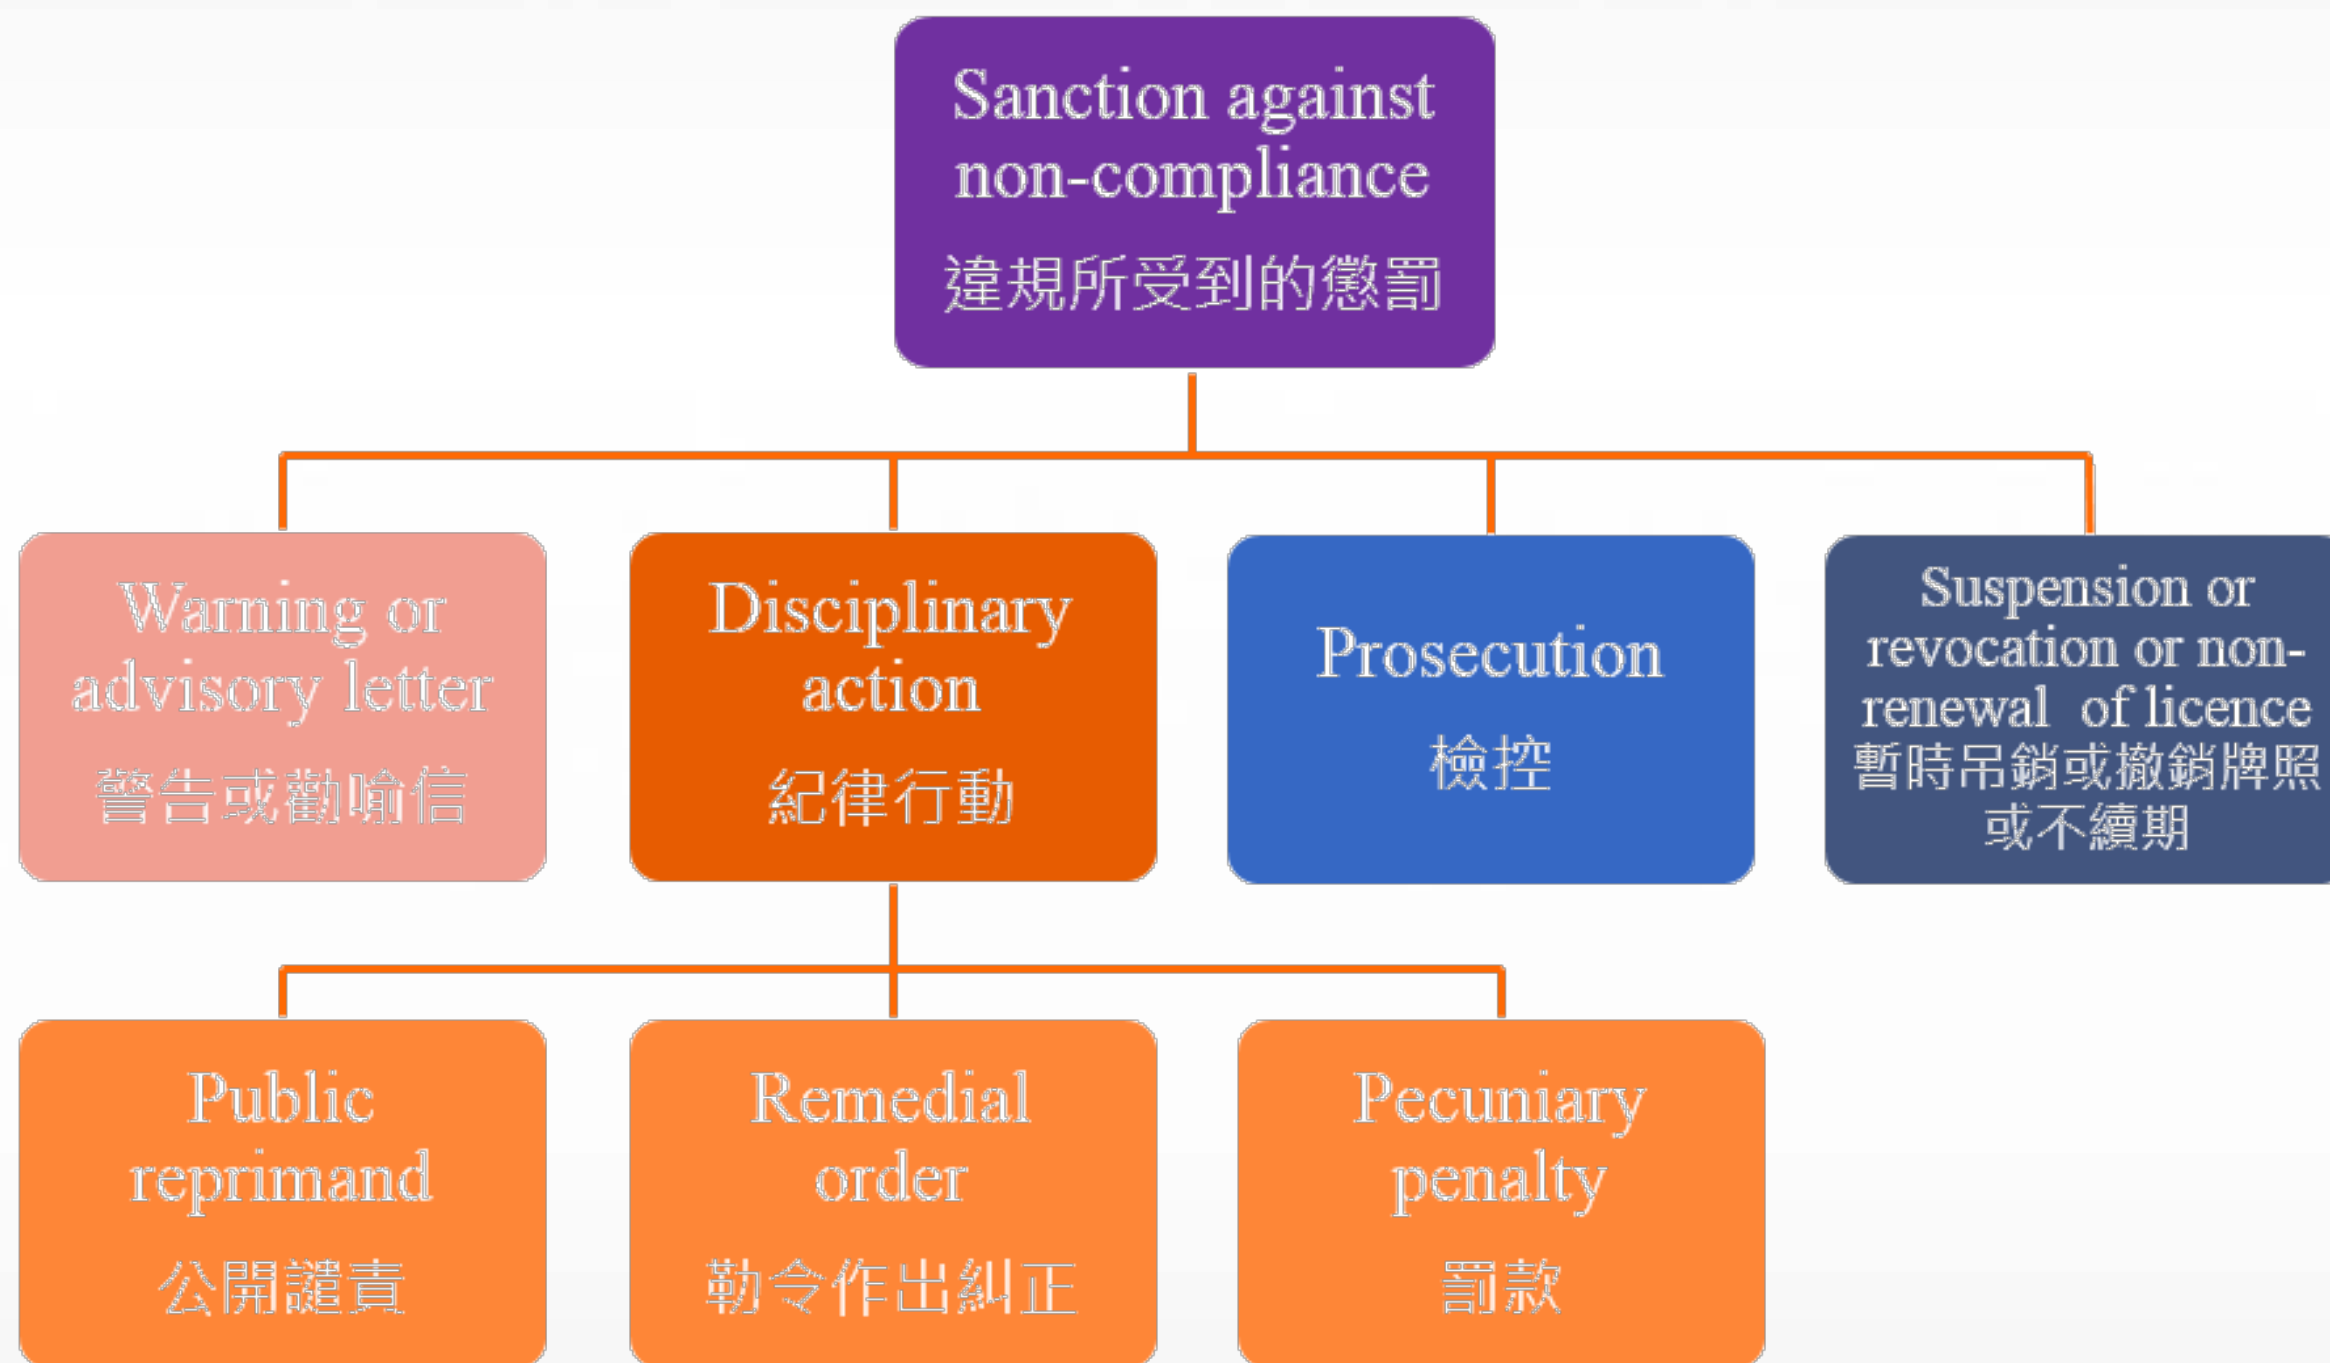 Sanction against
non-compliance
違規所受到的懲罰
Warning or
advisory letter
警告或勸喻信
Disciplinary
action
紀律行動
Prosecution
檢控
Suspension or
revocation or non-
renewal of licence
暫時吊銷或撤銷牌照
或不續期
Public
reprimand
公開譴責
Remedial
order
勒令作出糾正
Pecuniary
penalty
罰款